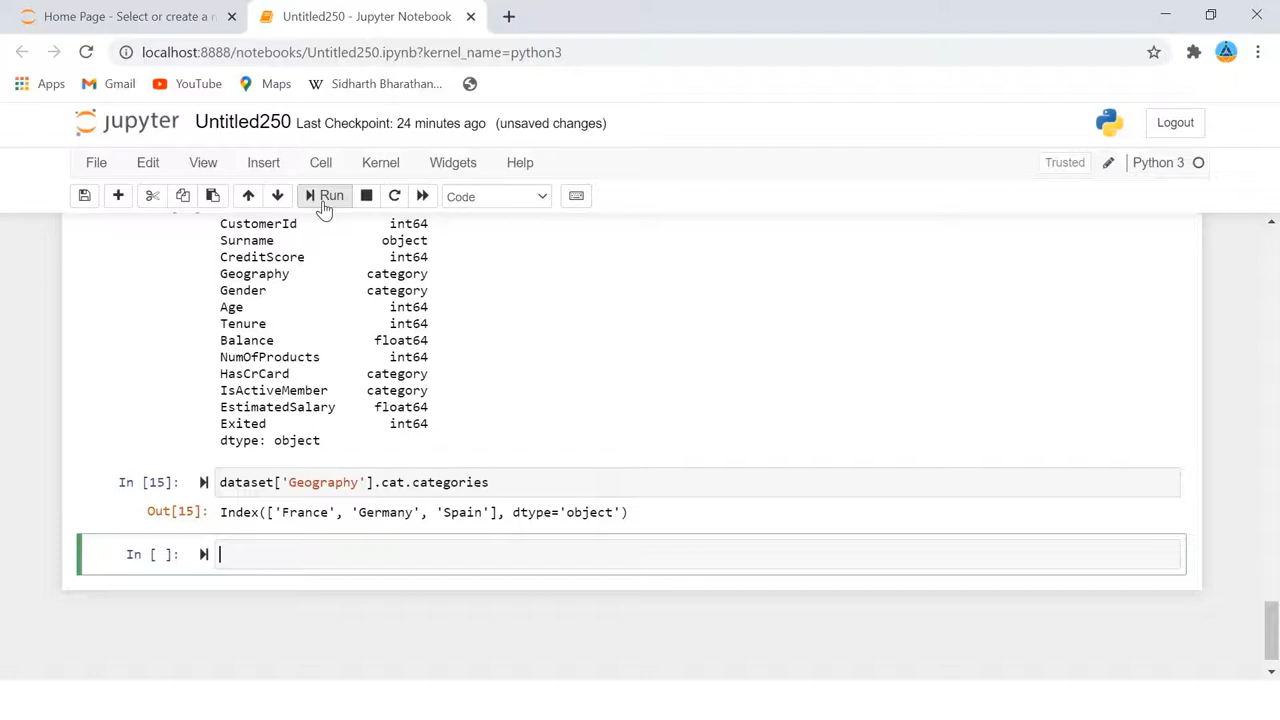 Home Page - Select or create a n
Untitled250 - Jupyter Notebook
localhost:8888/notebooks/Untitled250.ipynb?kernel_name=python3
Apps Gmail YouTube Maps W Sidharth Bharathan...
jupyter Untitled250 Last Checkpoint: 24 minutes ago (unsaved changes) Logout
File Edit View Insert Cell Kernel Widgets Help Trusted Python 3
Run Code
CustomerId int64
Surname object
CreditScore int64
Geography category
Gender category
Age int64
Tenure int64
Balance float64
NumOfProducts int64
HasCrCard category
IsActiveMember category
EstimatedSalary float64
Exited int64
dtype: object
In [15]: dataset['Geography'].cat.categories
Out[15]: Index(['France', 'Germany', 'Spain'], dtype='object')
In [ ]: